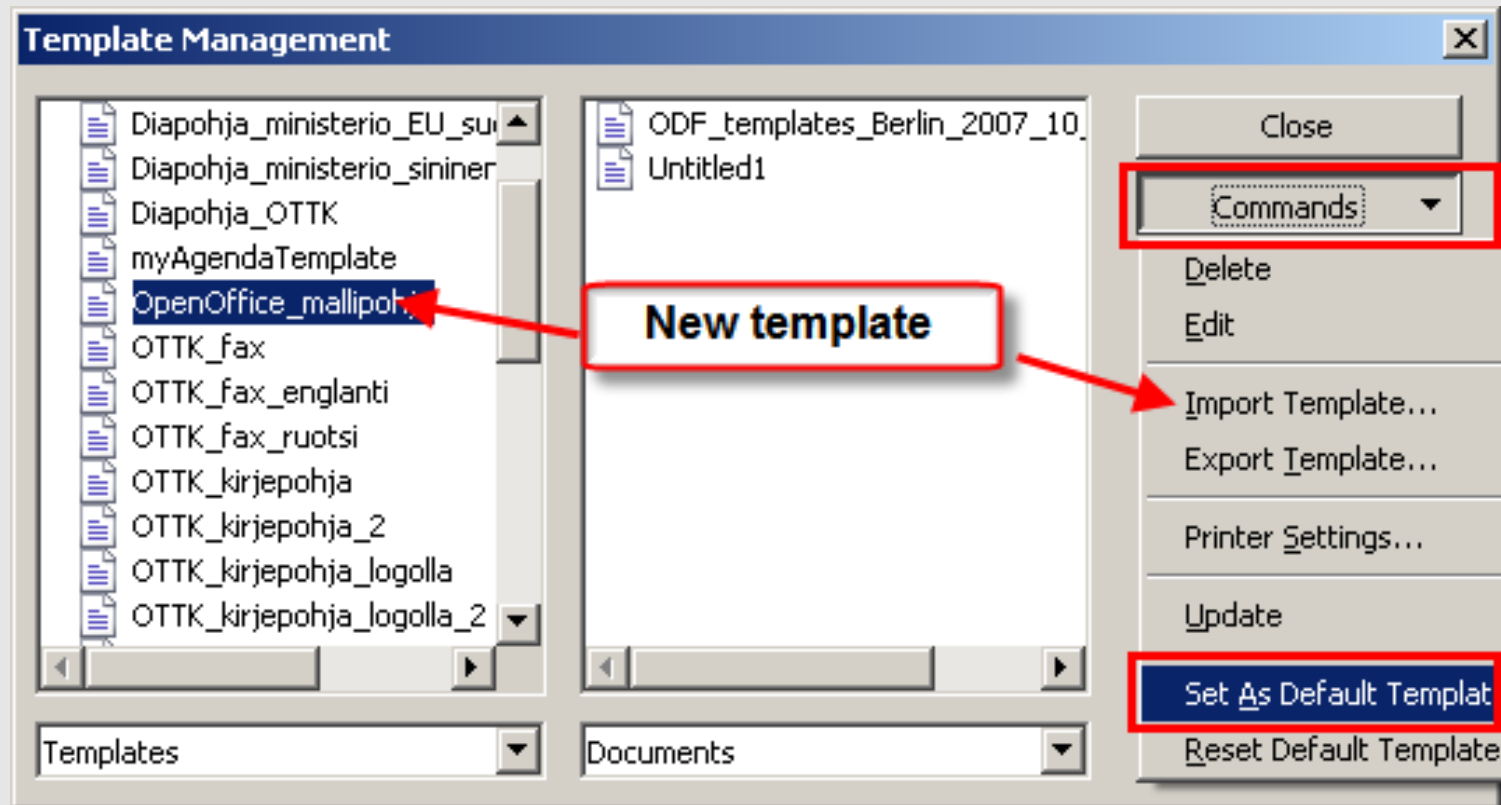 Template Management
Diapohja_ministerio_EU_su
Diapohja_ministerio_sininen
Diapohja_OTTK
myAgendaTemplate
OpenOffice_mallipohj
OTTK_fax
OTTK_fax_englanti
OTTK_fax_ruotsi
OTTK_kirjepohja
OTTK_kirjepohja_2
OTTK_kirjepohja_logolla
OTTK_kirjepohja_logolla_2
Templates
ODF_templates_Berlin_2007_10_
Untitled1
New template
Documents
Close
Commands
Delete
Edit
Import Template...
Export Template...
Printer Settings...
Update
Set As Default Templat
Reset Default Template